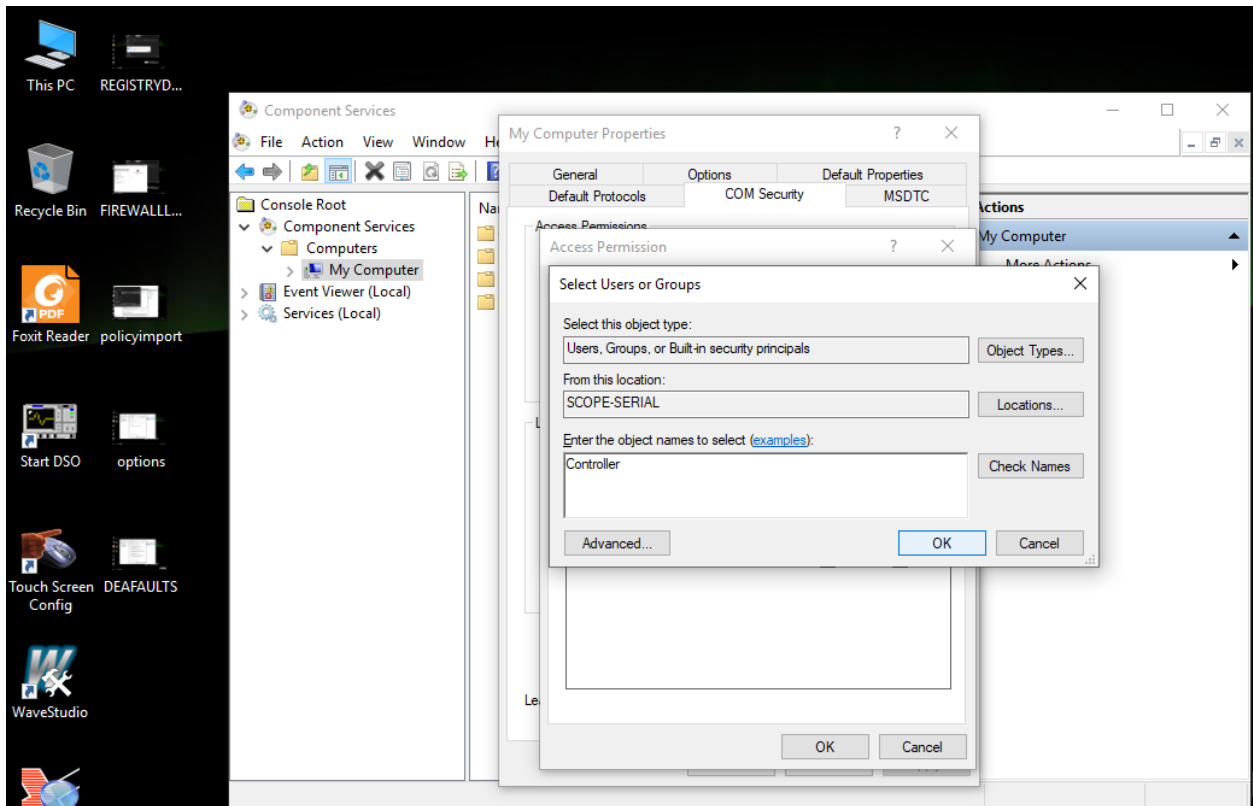 This PC
REGISTRYD...
Recycle Bin
FIREWALLL...
PDF
Foxit Reader
policyimport
Start DSO
options
Touch Screen
Config
DEAFAULTS
WaveStudio
Component Services
File Action View Window
Console Root
Component Services
Computers
My Computer
Event Viewer (Local)
Services (Local)
My Computer Properties
General Options Default Properties
Default Protocols COM Security MSDTC
Access Permissions
Access Permission
Select Users or Groups
Select this object type:
Users, Groups, or Built-in security principals
Object Types...
From this location:
SCOPE-SERIAL
Locations...
Enter the object names to select (examples):
Controller
Check Names
Advanced...
OK
Cancel
OK
Cancel
Actions
My Computer
More Actions